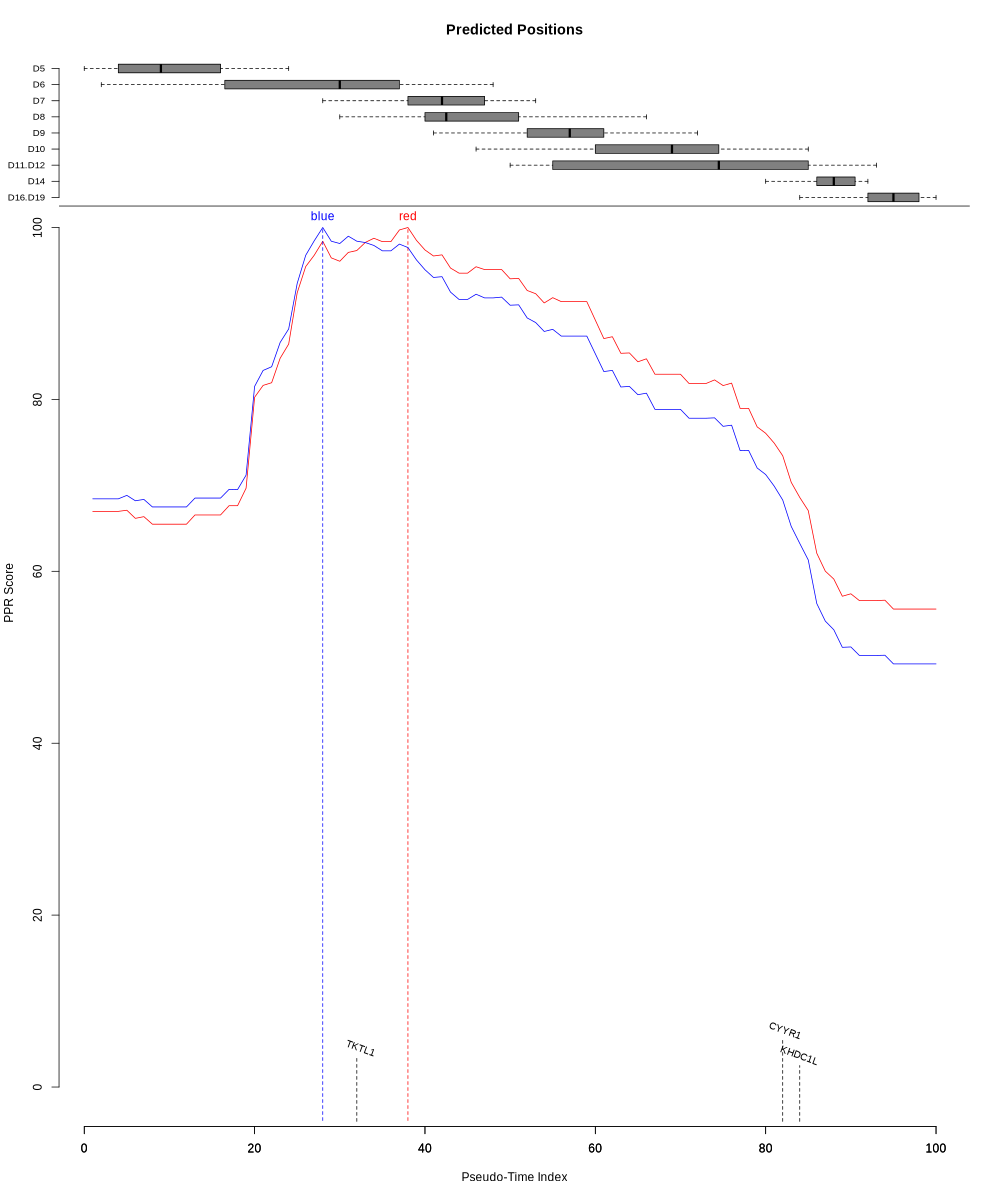 Predicted Positions
D5
D6
D7
D8
D9
D10
D11.D12
D14
D16.D19
blue red
100
80
60
40
20
0
PPR Score
TKTL1
CYYR1
KHDC1L
0 20 40 60 80 100
Pseudo-Time Index